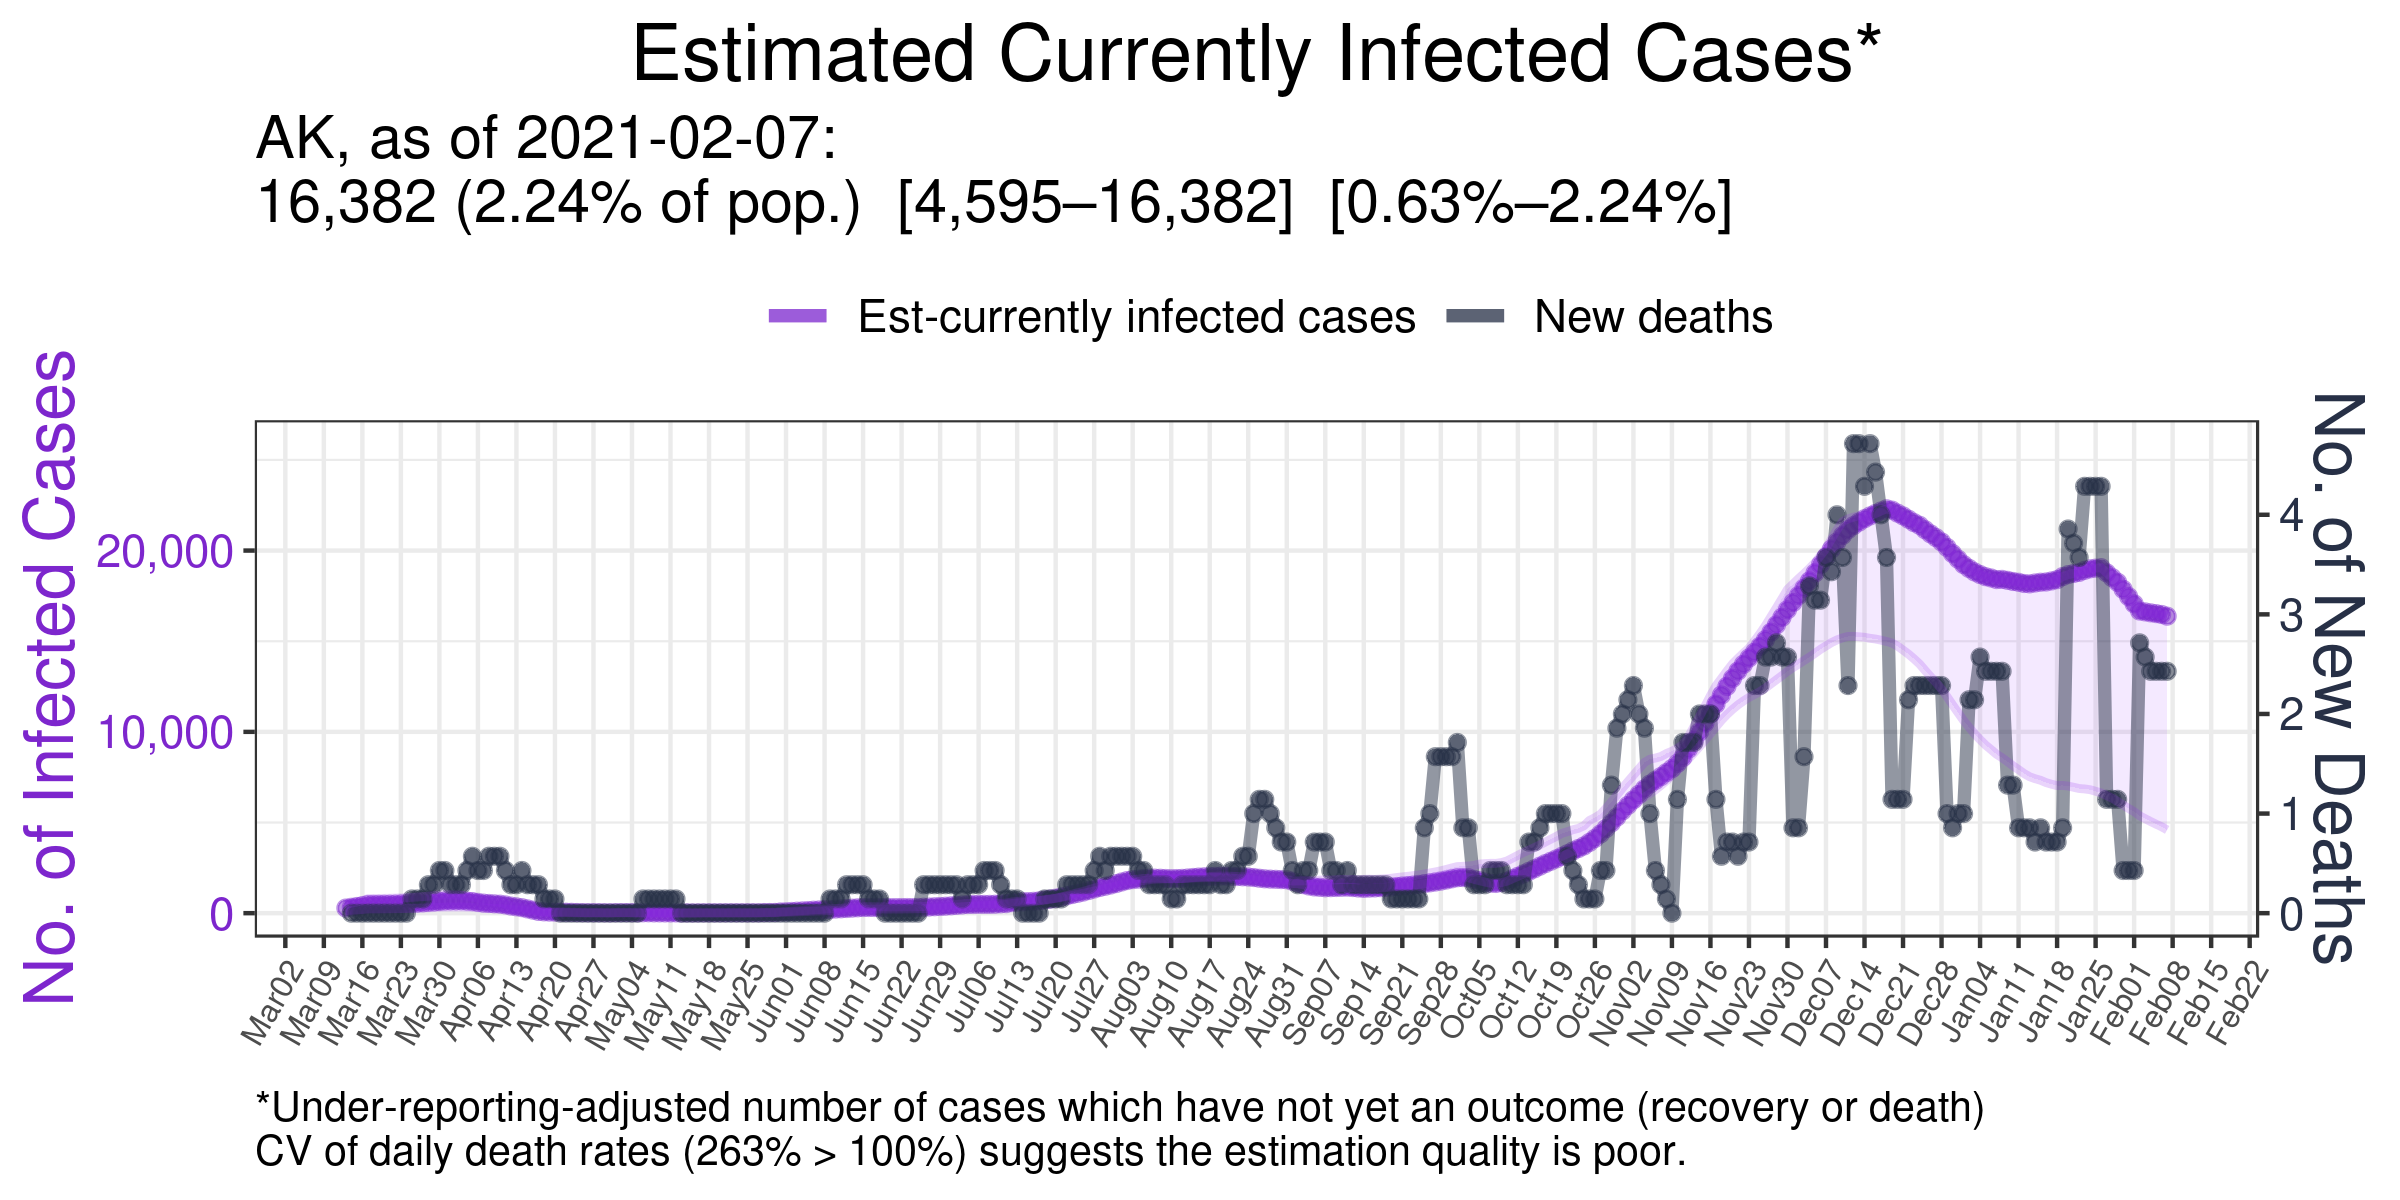 Estimated Currently Infected Cases*
AK, as of 2021-02-07:
16,382 (2.24% of pop.) [4,595–16,382] [0.63%–2.24%]
Est-currently infected cases New deaths
No. of Infected Cases
20,000
10,000
0
4
3
2
1
0
No. of New Deaths
Mar02 Mar09 Mar16 Mar23 Mar30 Apr06 Apr13 Apr20 Apr27 May04 May11 May18 May25 Jun01 Jun08 Jun15 Jun22 Jun29 Jul06 Jul13 Jul20 Jul27 Aug03 Aug10 Aug17 Aug24 Aug31 Sep07 Sep14 Sep21 Sep28 Oct05 Oct12 Oct19 Oct26 Nov02 Nov09 Nov16 Nov23 Nov30 Dec07 Dec14 Dec21 Dec28 Jan04 Jan11 Jan18 Jan25 Feb01 Feb08 Feb15 Feb22
*Under-reporting-adjusted number of cases which have not yet an outcome (recovery or death)
CV of daily death rates (263% > 100%) suggests the estimation quality is poor.